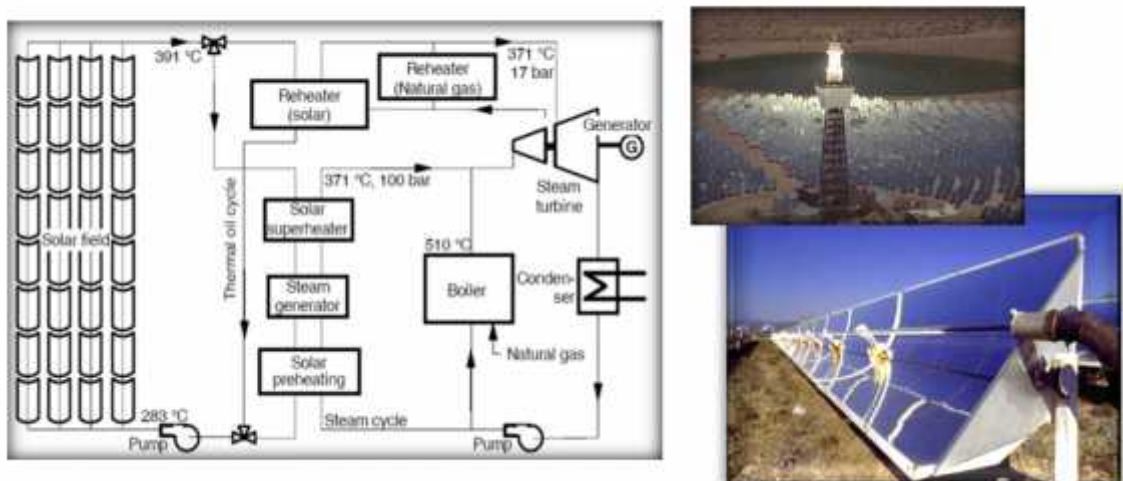 391 °C
371 °C
17 bar
Reheater
(Natural gas)
Reheater
(solar)
Generator
G
371 °C, 100 bar
Steam
turbine
Solar
superheater
Solar field
Thermal oil cycle
510 °C
Conden-
ser
Steam
generator
Boiler
Natural gas
Solar
preheating
283 °C
Steam cycle
Pump
Pump